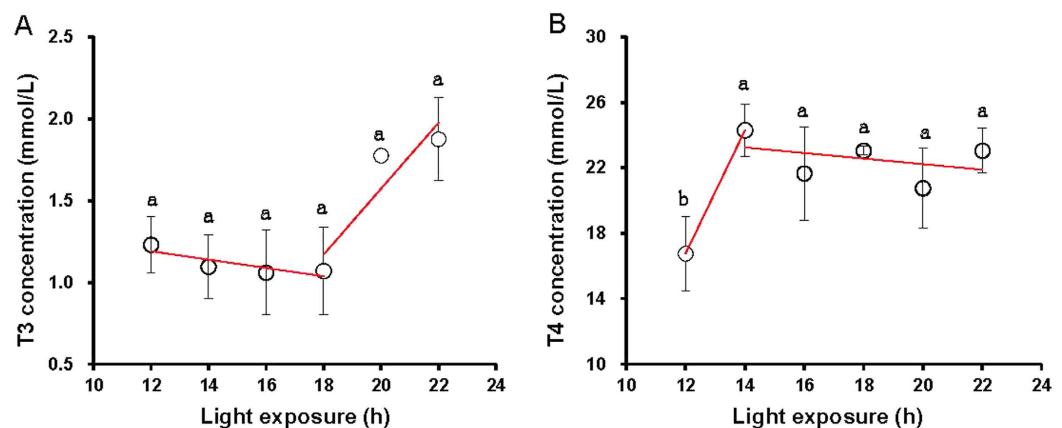 A
T3 concentration (mmol/L)
2.5
2.0
1.5
1.0
0.5
a a a a a a
10 12 14 16 18 20 22 24
Light exposure (h)
B
T4 concentration (mmol/L)
30
26
22
18
14
10
b a a a a a
10 12 14 16 18 20 22 24
Light exposure (h)